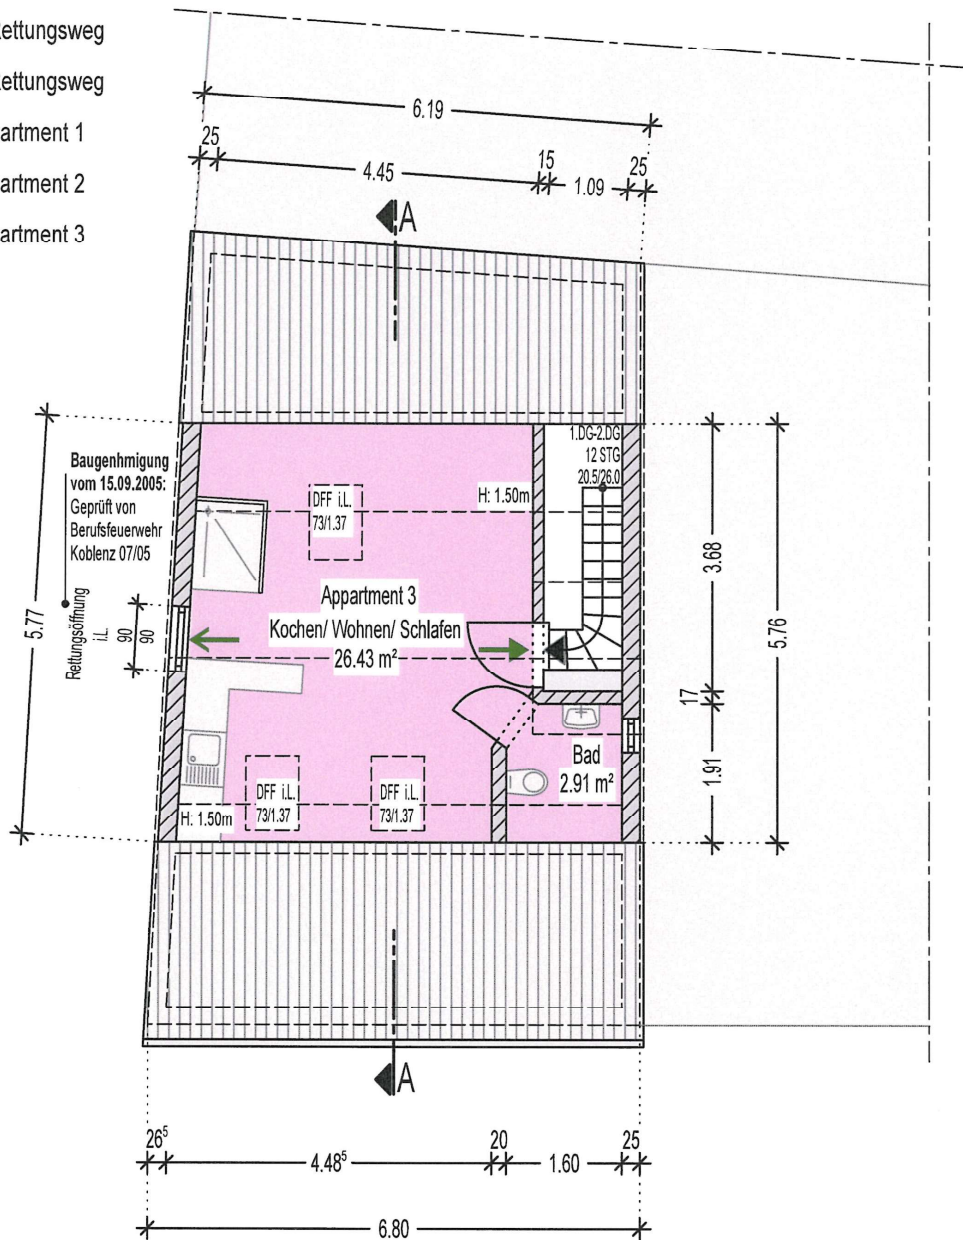 ettungsweg
ettungsweg
artment 1
artment 2
artment 3
6.19
25
4.45
15
1.09
25
A
1.DG-2.DG
12 STG
20.5/26.0
Baugenhmigung
vom 15.09.2005:
Geprüft von
Berufsfeuerwehr
Koblenz 07/05
H: 1.50m
DFF i.L.
73/1.37
5.77
Rettungsöffnung
i.L.
90
90
Appartment 3
Kochen/ Wohnen/ Schlafen
26.43 m²
3.68
5.76
17
1.91
Bad
2.91 m²
DFF i.L.
73/1.37
DFF i.L.
73/1.37
H: 1.50m
A
26⁵
4.48⁵
20
1.60
25
6.80